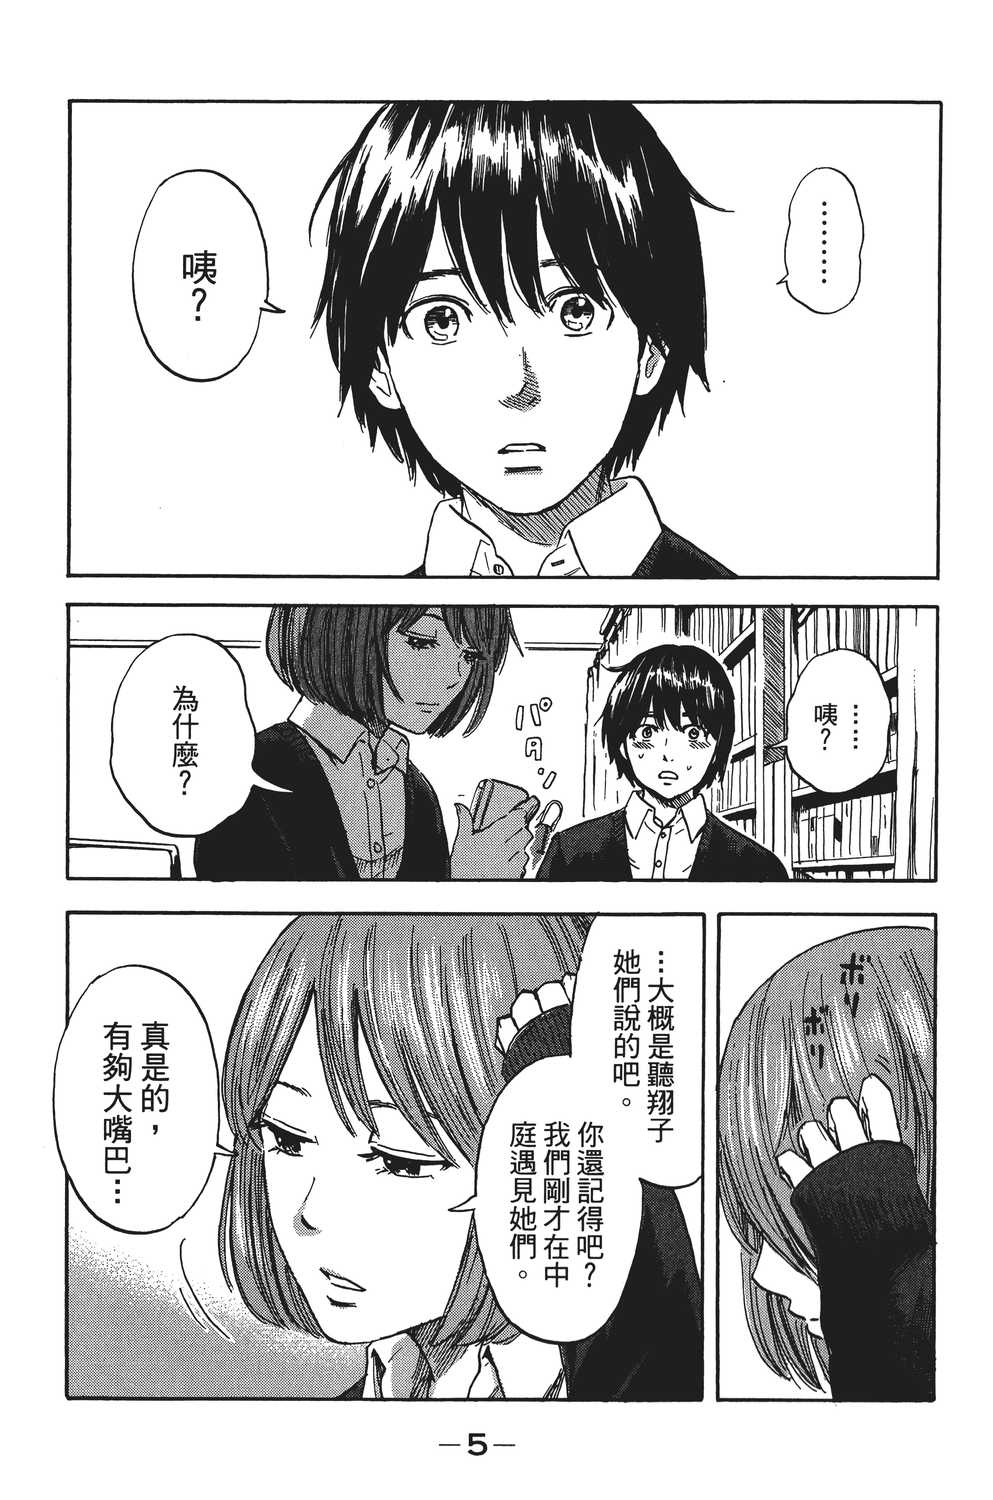 ………
咦？
……
咦？
パタン
為什麼？
ボリ
ボリ
…大概是聽翔子
她們說的吧。
你還記得吧？
我們剛才在中
庭遇見她們。
真是的，
有夠大嘴巴…
—5—